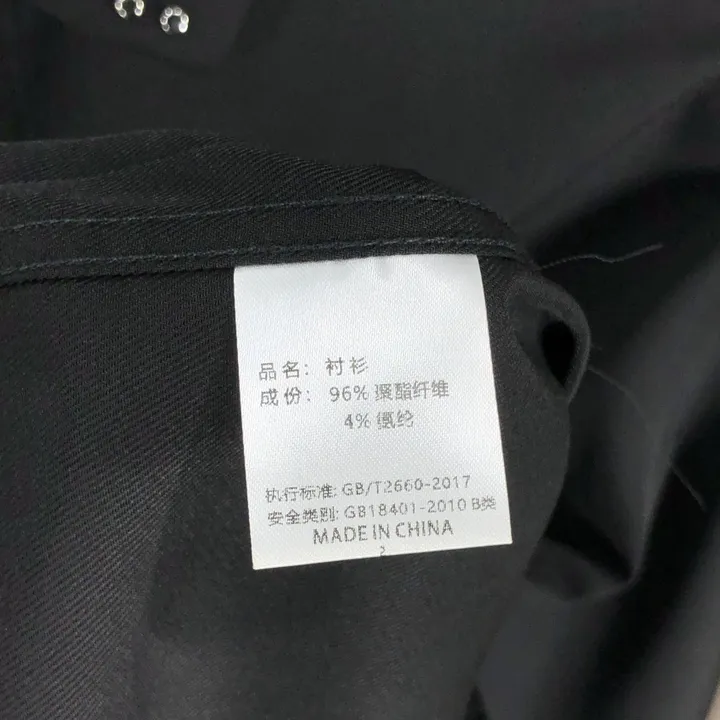 品名：衬衫
成份：96% 聚酯纤维
4% 氨纶
执行标准: GB/T2660-2017
安全类别: GB18401-2010 B类
MADE IN CHINA
2